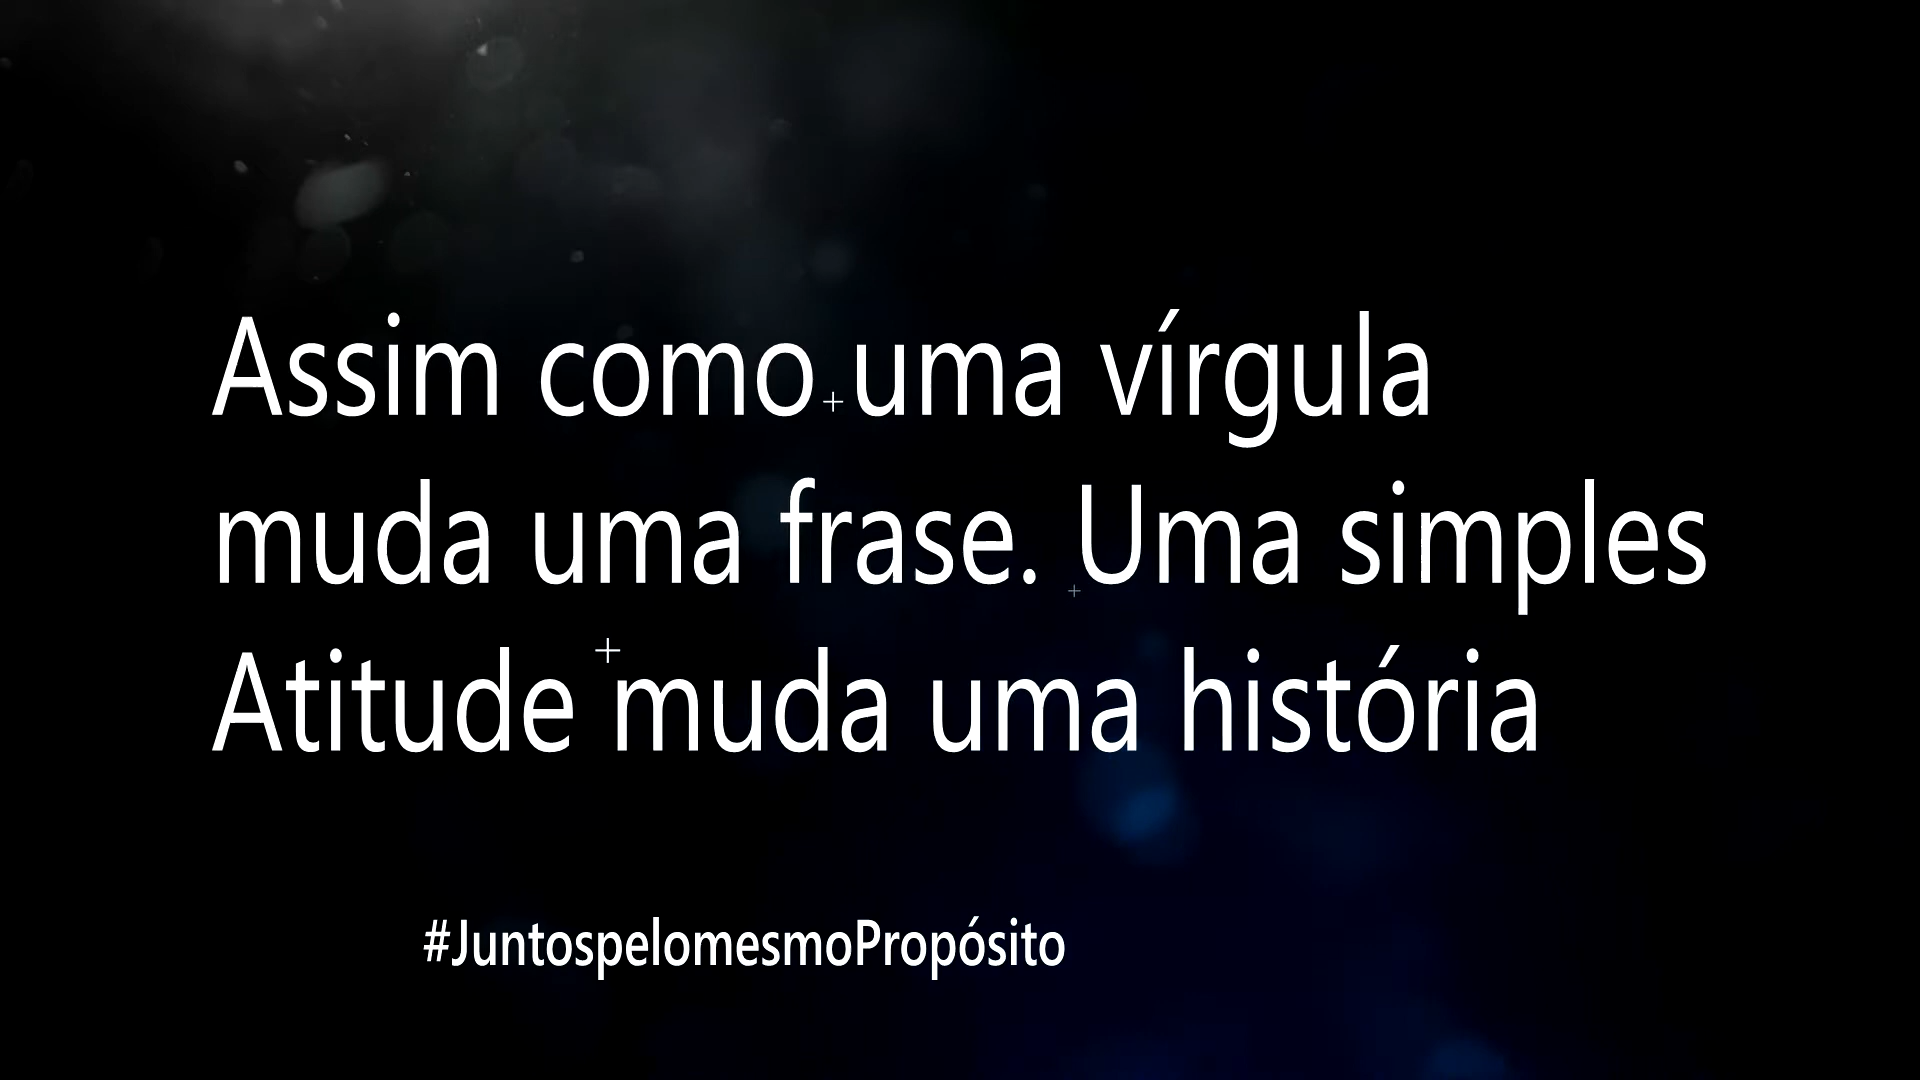 Assim como uma vírgula
muda uma frase. Uma simples
Atitude muda uma história
#JuntospelomesmoPropósito